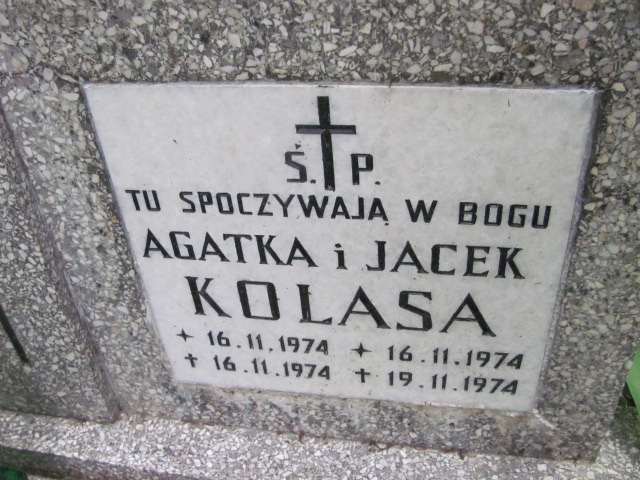 Ś. P.
TU SPOCZYWAJĄ W BOGU
AGATKA i JACEK
KOLASA
✦ 16.11.1974 ✦ 16.11.1974
✝ 16.11.1974 ✝ 19.11.1974